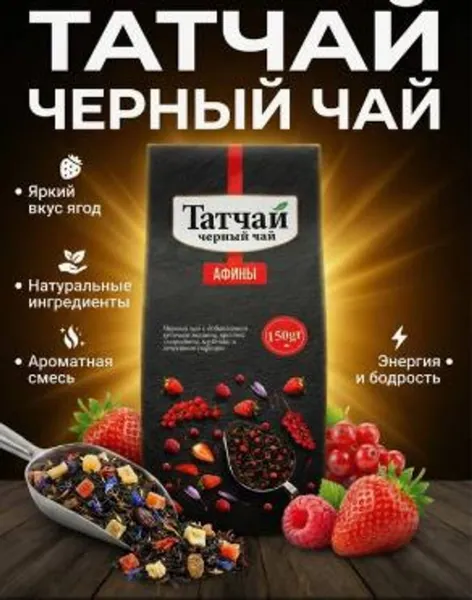 ТАТЧАЙ
ЧЕРНЫЙ ЧАЙ
• Яркий
вкус ягод
• Натуральные
ингредиенты
• Ароматная
смесь
Энергия •
и бодрость
Татчай
черный чай
АФИНЫ
150gr